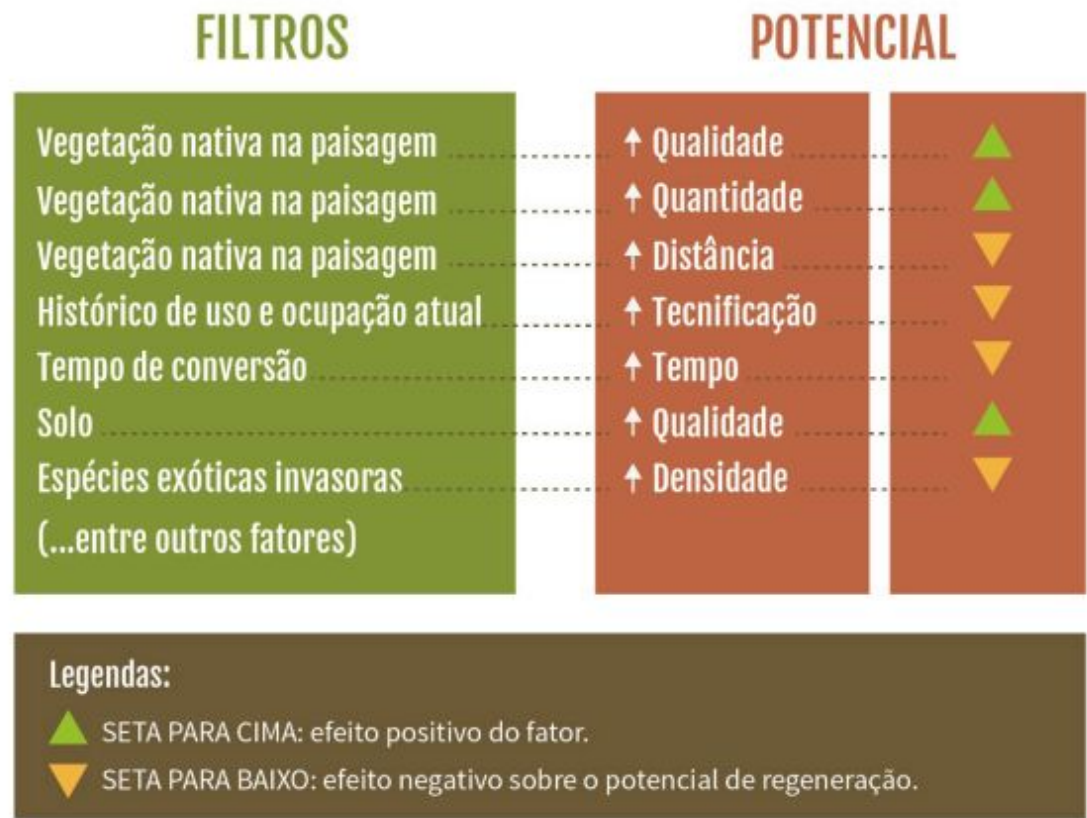 FILTROS POTENCIAL
Vegetação nativa na paisagem ↑ Qualidade
Vegetação nativa na paisagem ↑ Quantidade
Vegetação nativa na paisagem ↑ Distância
Histórico de uso e ocupação atual ↑ Tecnificação
Tempo de conversão ↑ Tempo
Solo ↑ Qualidade
Espécies exóticas invasoras ↑ Densidade
(...entre outros fatores)
Legendas:
SETA PARA CIMA: efeito positivo do fator.
SETA PARA BAIXO: efeito negativo sobre o potencial de regeneração.